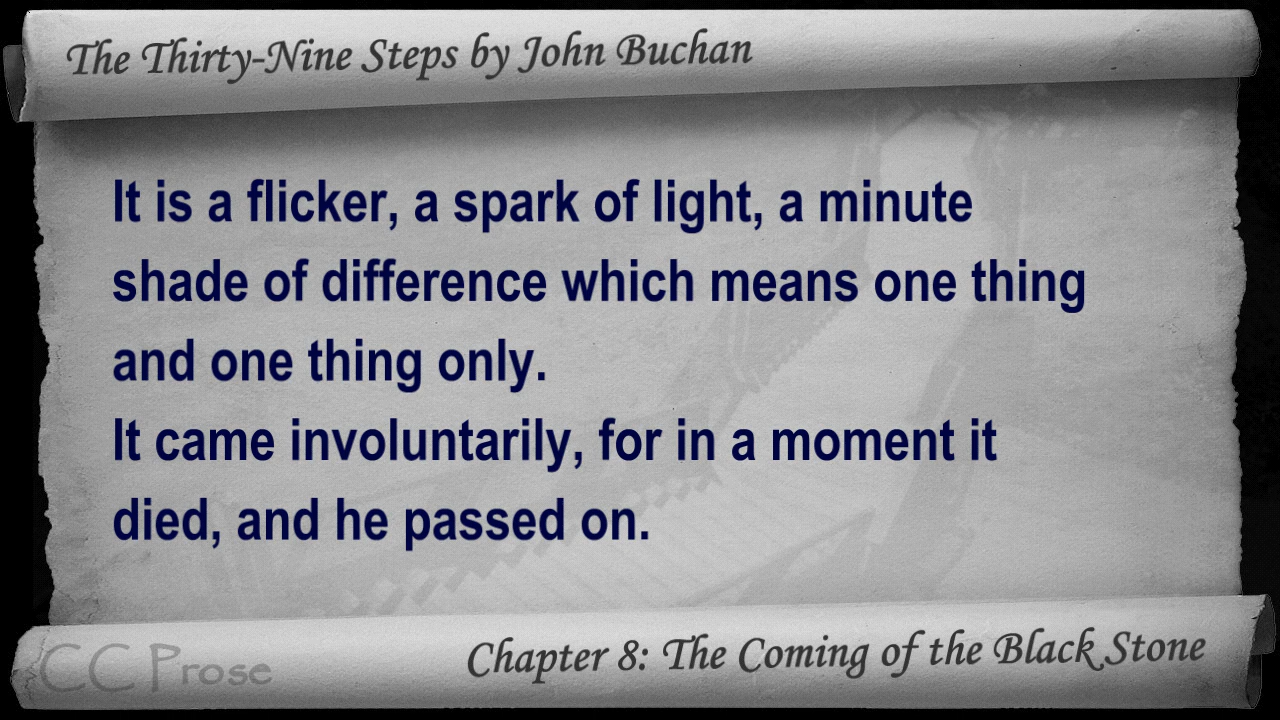 The Thirty-Nine Steps by John Buchan
It is a flicker, a spark of light, a minute
shade of difference which means one thing
and one thing only.
It came involuntarily, for in a moment it
died, and he passed on.
CC Prose
Chapter 8: The Coming of the Black Stone